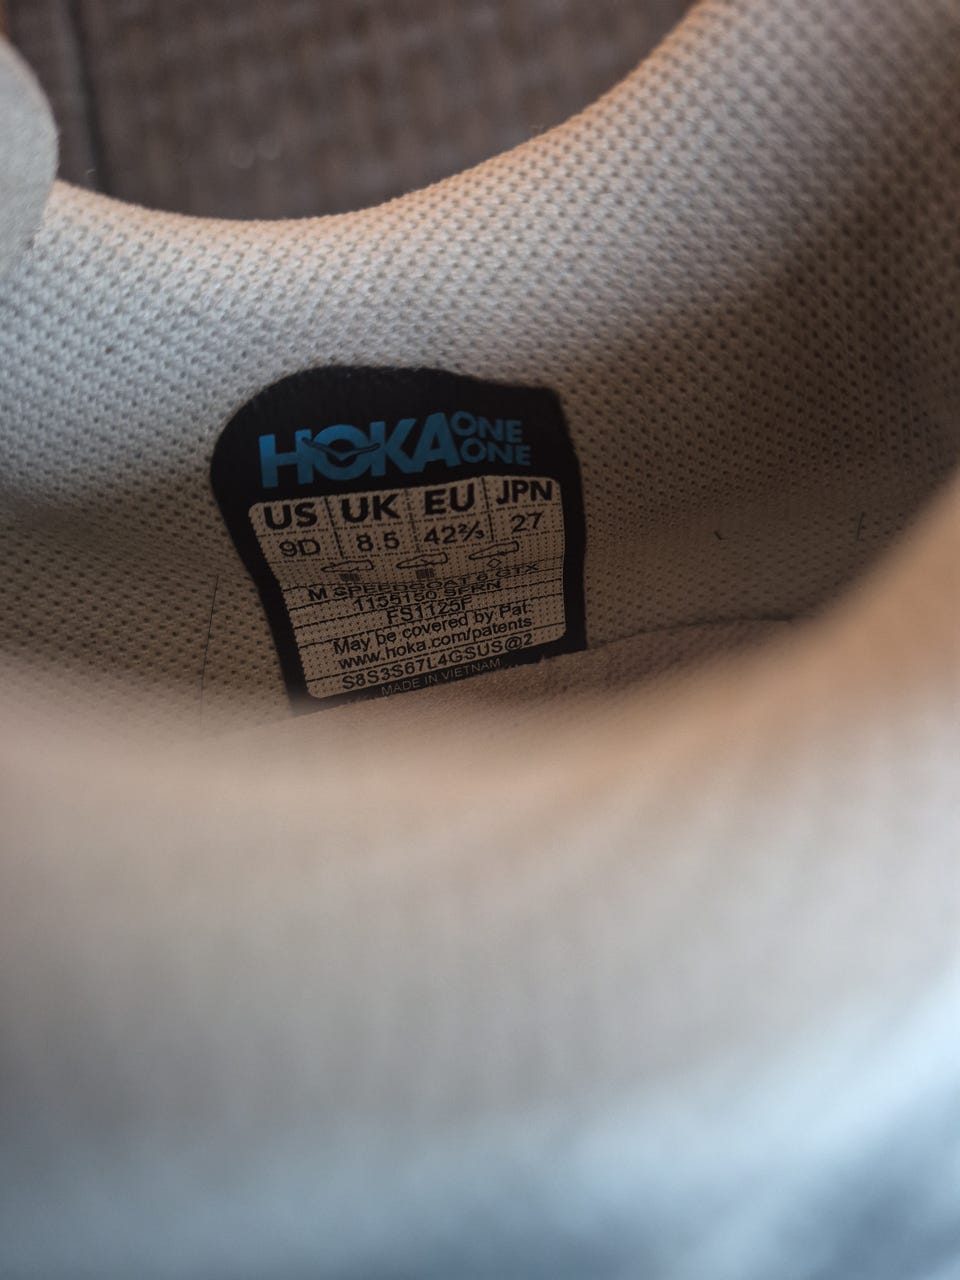 HOKA ONE ONE
US UK EU JPN
9D 8.5 42⅔ 27
M SPEEDGOAT 6 GTX
1155150 SFRN
FS1125F
May be covered by Pat:
www.hoka.com/patents
S8S3S67L4GSUS@2
MADE IN VIETNAM